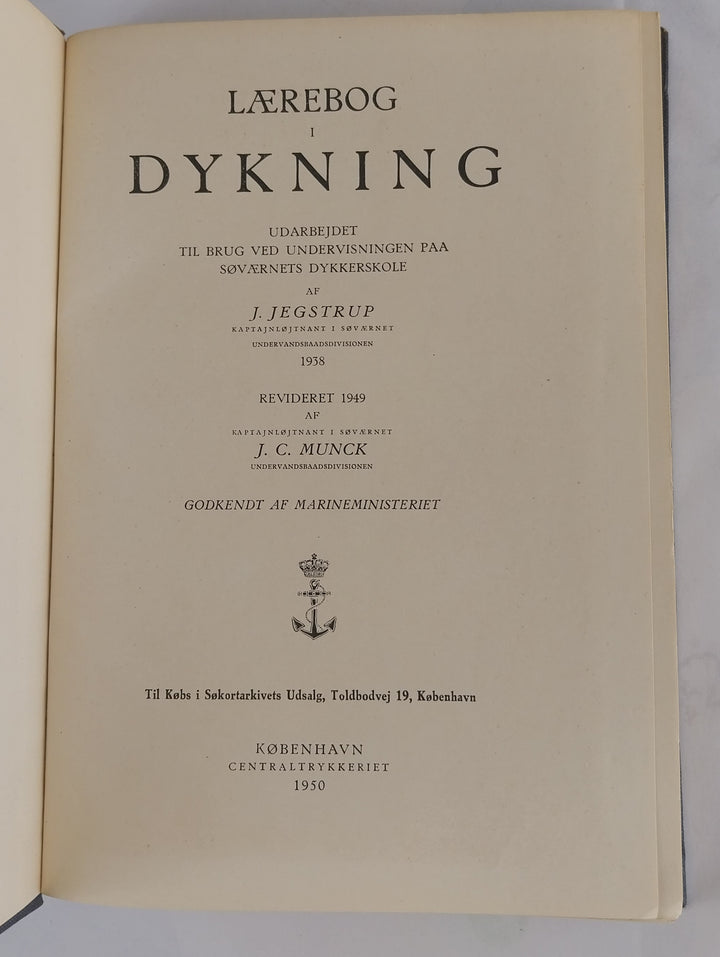 LÆREBOG
I
DYKNING
UDARBEJDET
TIL BRUG VED UNDERVISNINGEN PAA
SØVÆRNETS DYKKERSKOLE
AF
J. JEGSTRUP
KAPTAJNLØJTNANT I SØVÆRNET
UNDERVANDSBAADSDIVISIONEN
1938
REVIDERET 1949
AF
KAPTAJNLØJTNANT I SØVÆRNET
J. C. MUNCK
UNDERVANDSBAADSDIVISIONEN
GODKENDT AF MARINEMINISTERIET
Til Købs i Søkortarkivets Udsalg, Toldbodvej 19, København
KØBENHAVN
CENTRALTRYKKERIET
1950